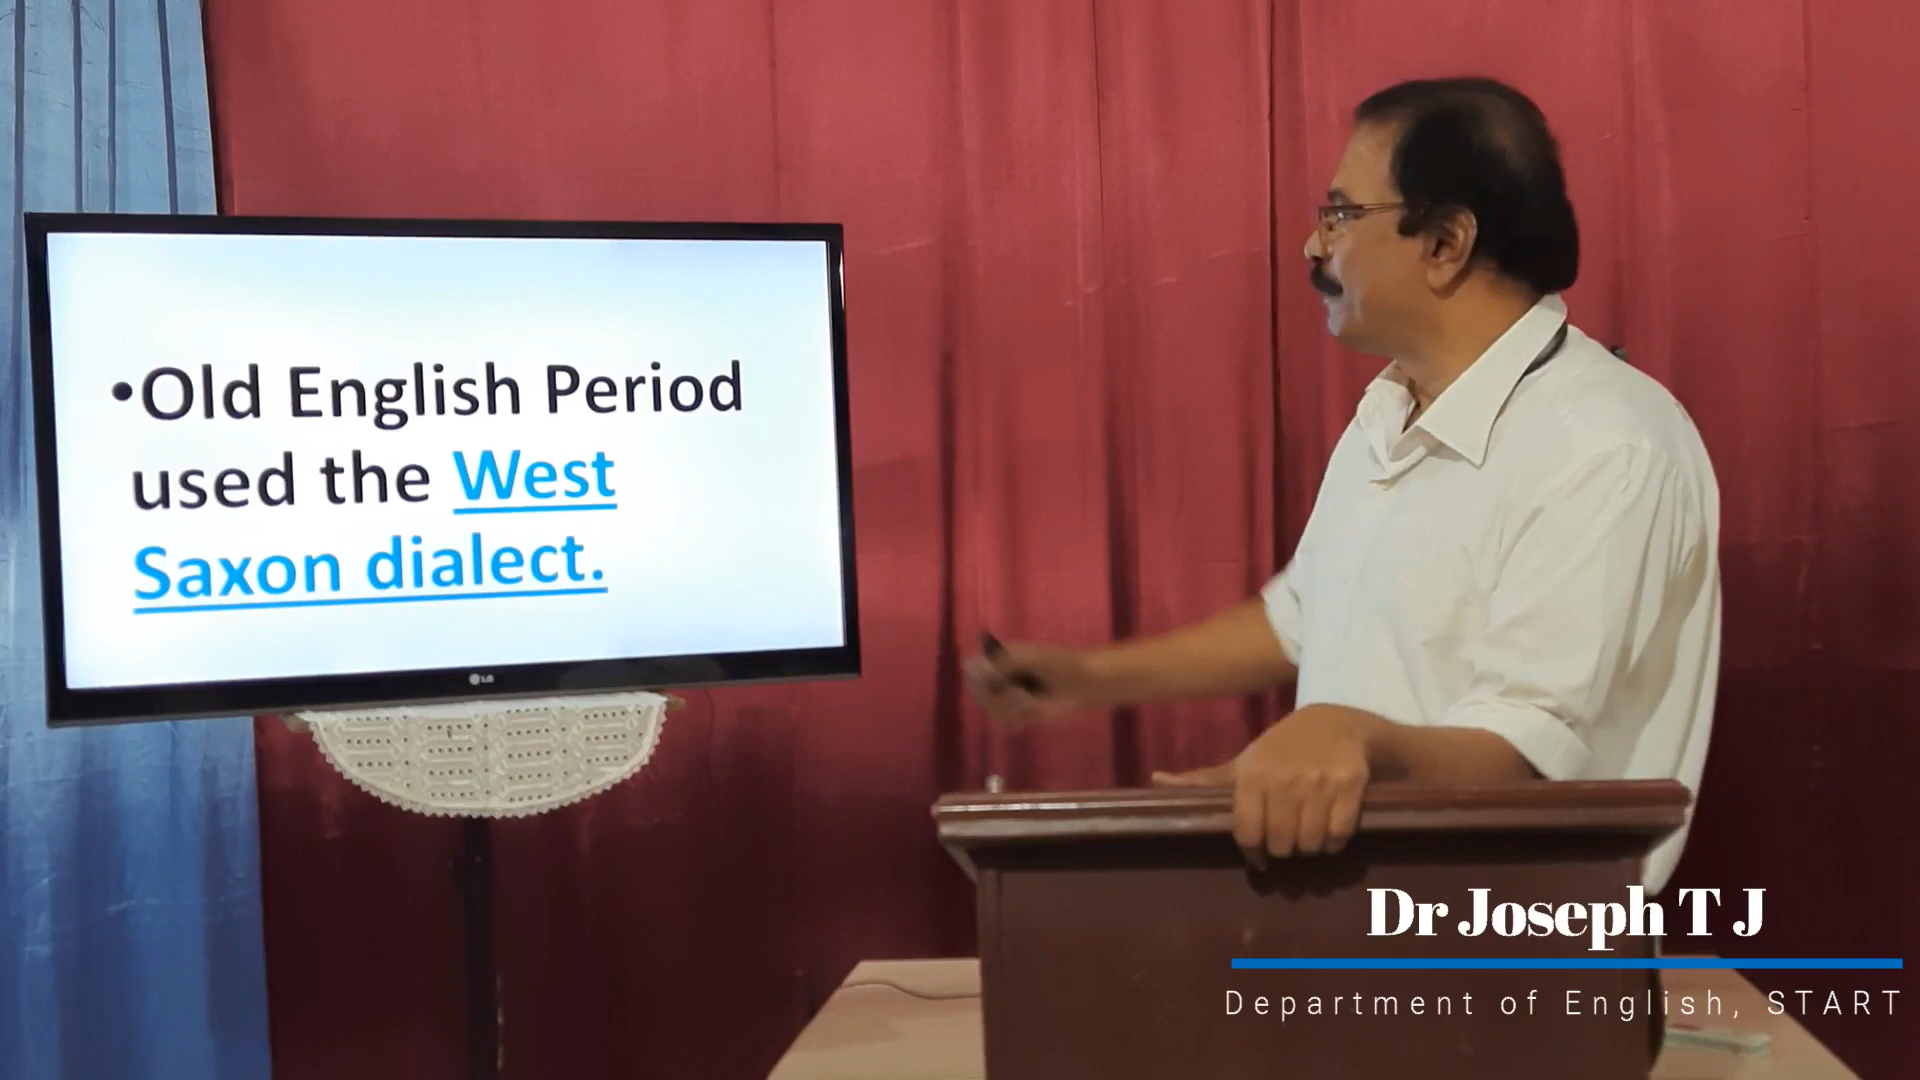 •Old English Period
used the West
Saxon dialect.
LG
Dr Joseph T J
Department of English, START